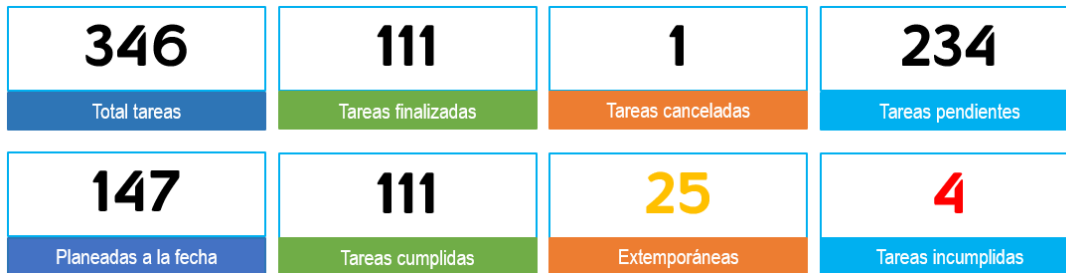 346 111 1 234
Total tareas Tareas finalizadas Tareas canceladas Tareas pendientes
147 111 25 4
Planeadas a la fecha Tareas cumplidas Extemporáneas Tareas incumplidas